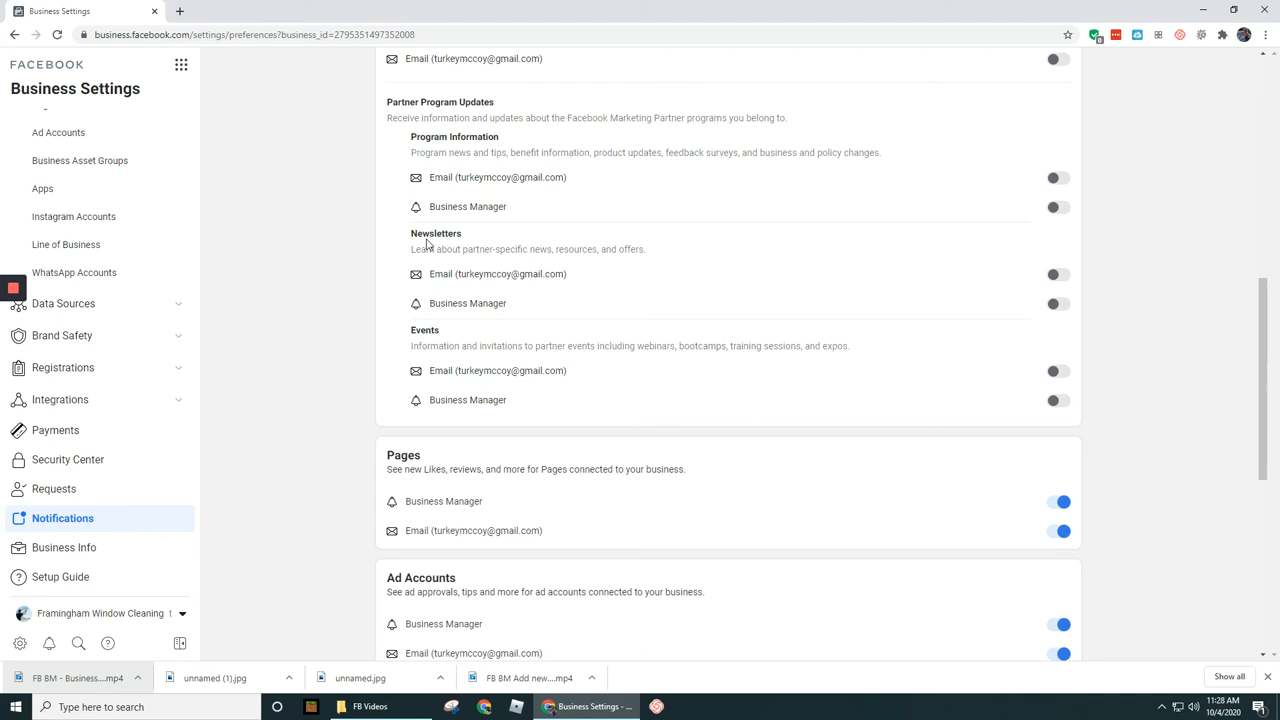 Business Settings
business.facebook.com/settings/preferences?business_id=2795351497352008
FACEBOOK
Business Settings
Ad Accounts
Business Asset Groups
Apps
Instagram Accounts
Line of Business
WhatsApp Accounts
Data Sources
Brand Safety
Registrations
Integrations
Payments
Security Center
Requests
Notifications
Business Info
Setup Guide
Framingham Window Cleaning t
Email (turkeymccoy@gmail.com)
Partner Program Updates
Receive information and updates about the Facebook Marketing Partner programs you belong to.
Program Information
Program news and tips, benefit information, product updates, feedback surveys, and business and policy changes.
Email (turkeymccoy@gmail.com)
Business Manager
Newsletters
Learn about partner-specific news, resources, and offers.
Email (turkeymccoy@gmail.com)
Business Manager
Events
Information and invitations to partner events including webinars, bootcamps, training sessions, and expos.
Email (turkeymccoy@gmail.com)
Business Manager
Pages
See new Likes, reviews, and more for Pages connected to your business.
Business Manager
Email (turkeymccoy@gmail.com)
Ad Accounts
See ad approvals, tips and more for ad accounts connected to your business.
Business Manager
Email (turkeymccoy@gmail.com)
FB BM - Business....mp4
unnamed (1).jpg
unnamed.jpg
FB BM Add new....mp4
Show all
Type here to search
FB Videos
Business Settings - ...
11:28 AM
10/4/2020